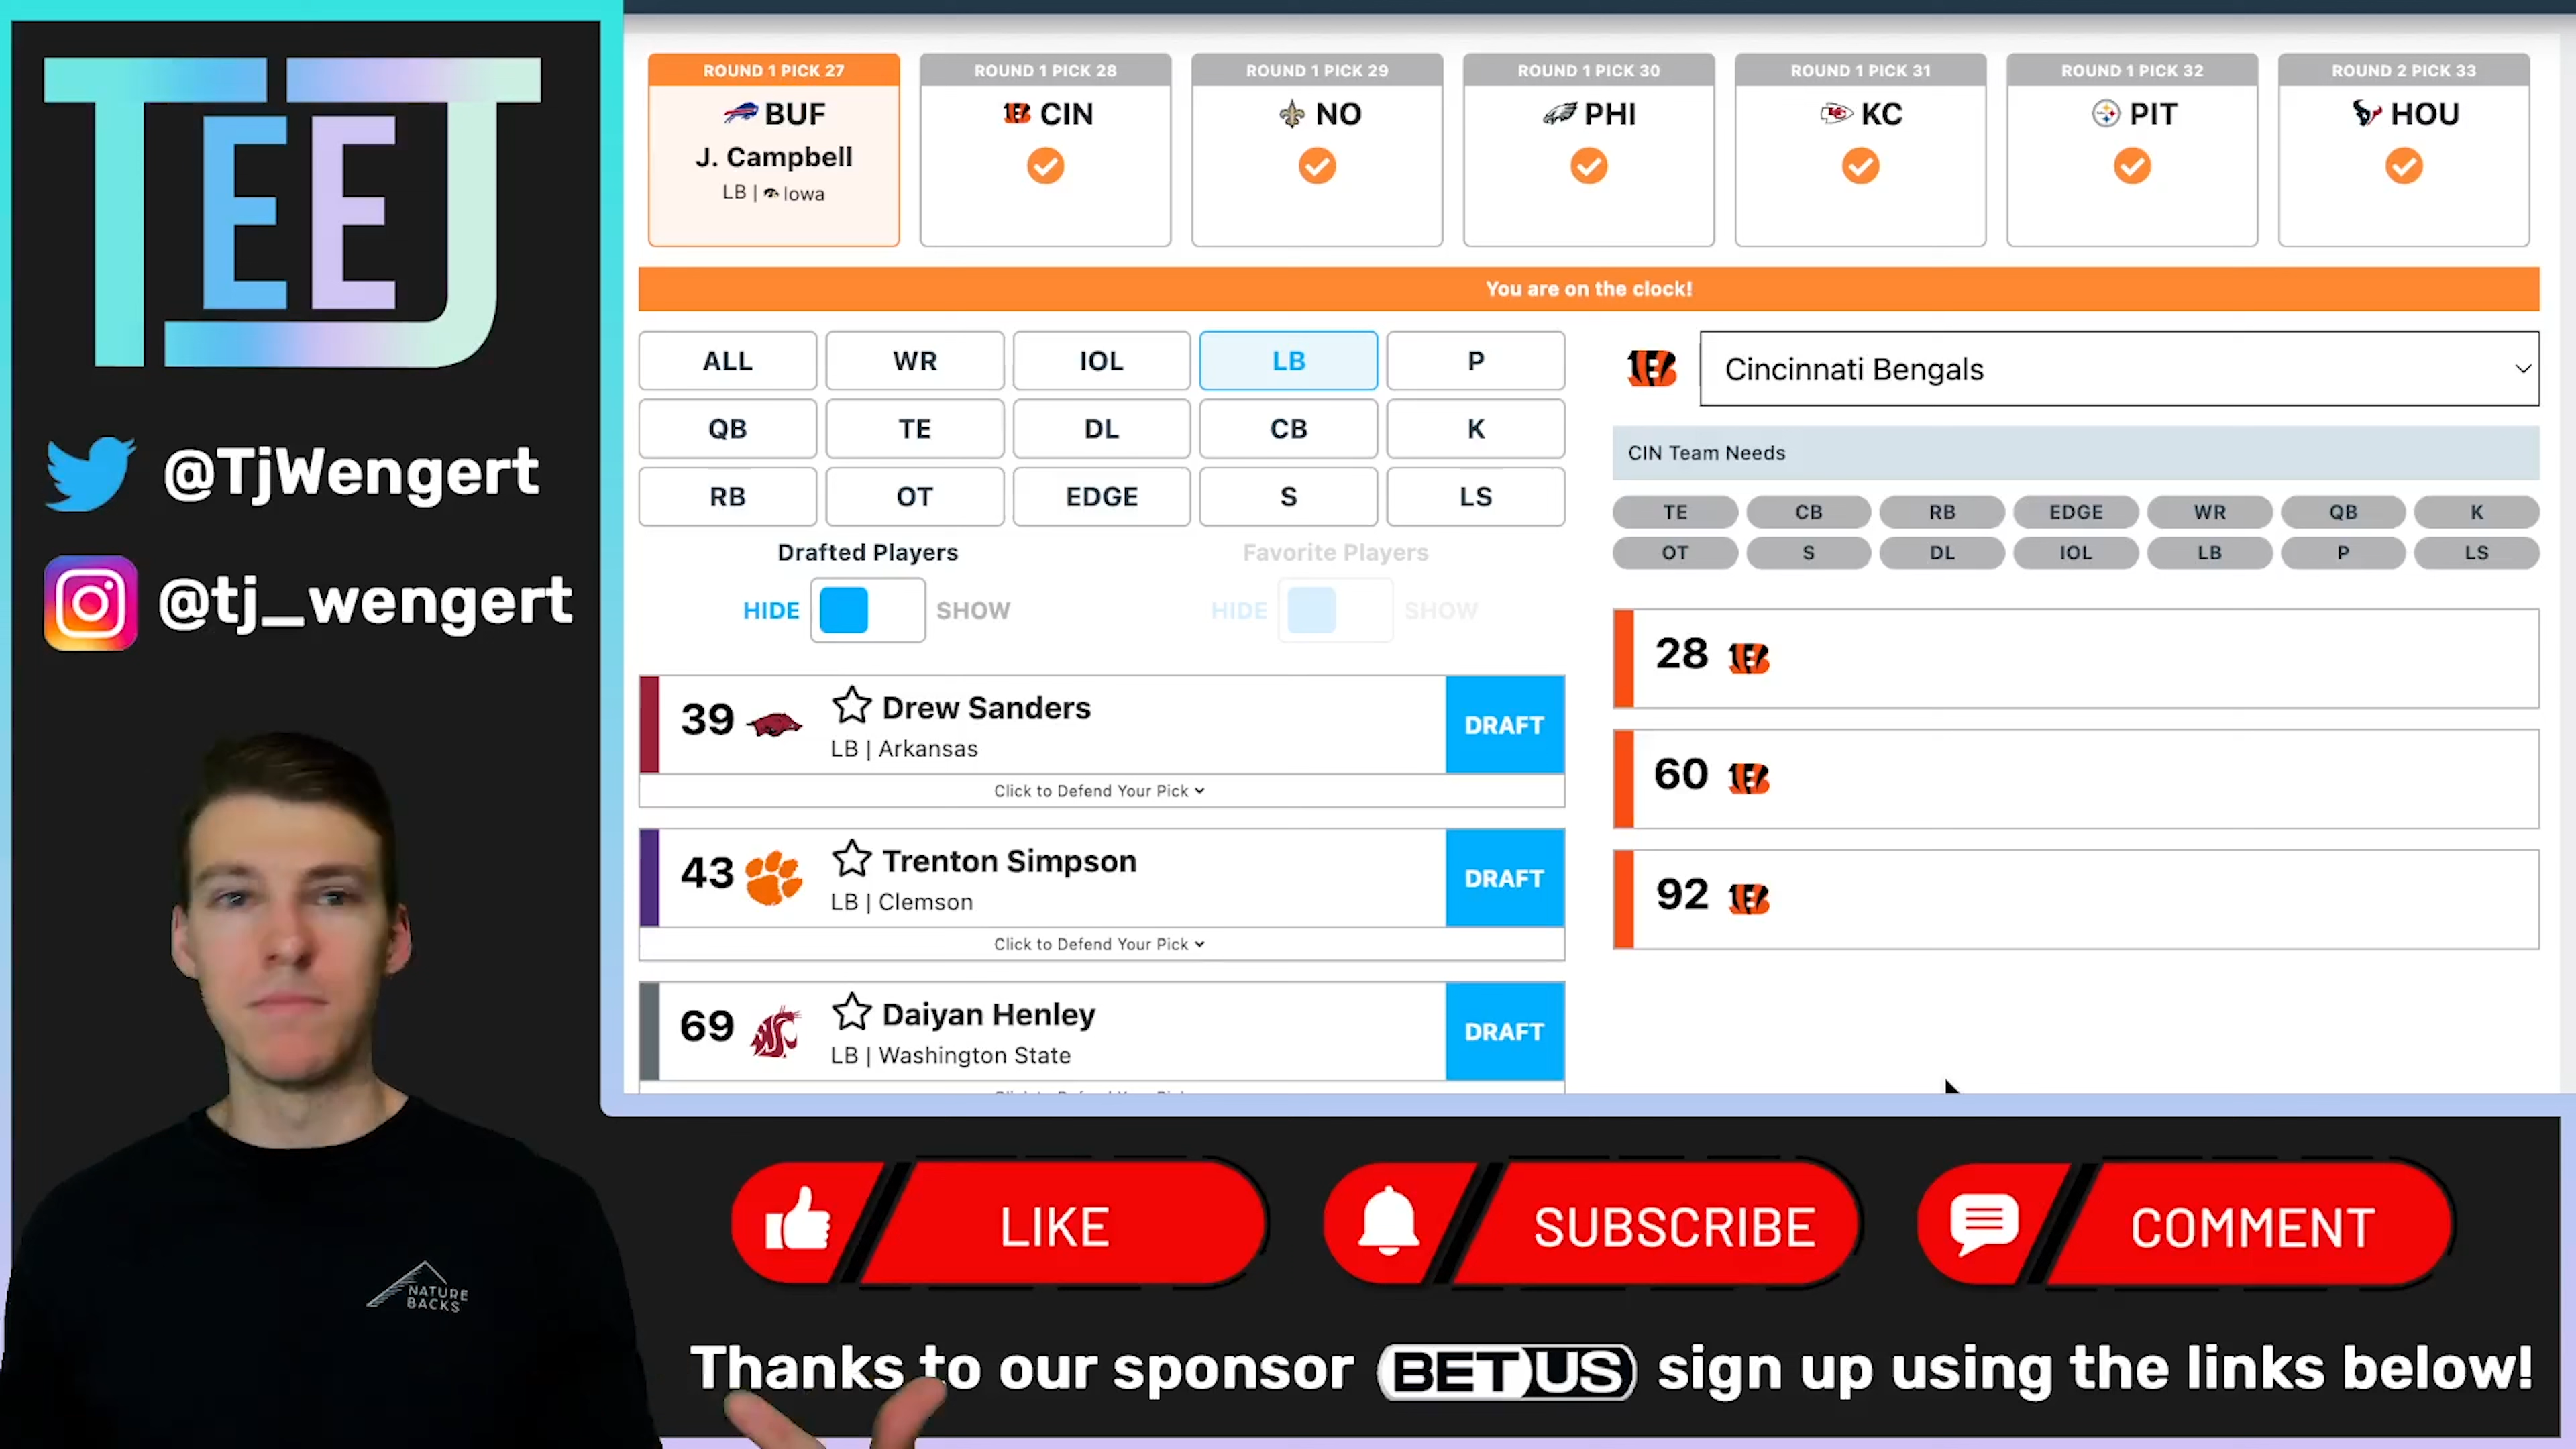 TEEJ
@TjWengert
@tj_wengert
NATURE
BACKS
ROUND 1 PICK 27
BUF
J. Campbell
LB | Iowa
ROUND 1 PICK 28
CIN
ROUND 1 PICK 29
NO
ROUND 1 PICK 30
PHI
ROUND 1 PICK 31
KC
ROUND 1 PICK 32
PIT
ROUND 2 PICK 33
HOU
You are on the clock!
ALL WR IOL LB P
QB TE DL CB K
RB OT EDGE S LS
Drafted Players
HIDE SHOW
Favorite Players
HIDE SHOW
39 Drew Sanders
LB | Arkansas
DRAFT
Click to Defend Your Pick
43 Trenton Simpson
LB | Clemson
DRAFT
Click to Defend Your Pick
69 Daiyan Henley
LB | Washington State
DRAFT
Cincinnati Bengals
CIN Team Needs
TE CB RB EDGE WR QB K
OT S DL IOL LB P LS
28
60
92
LIKE
SUBSCRIBE
COMMENT
Thanks to our sponsor BETUS sign up using the links below!